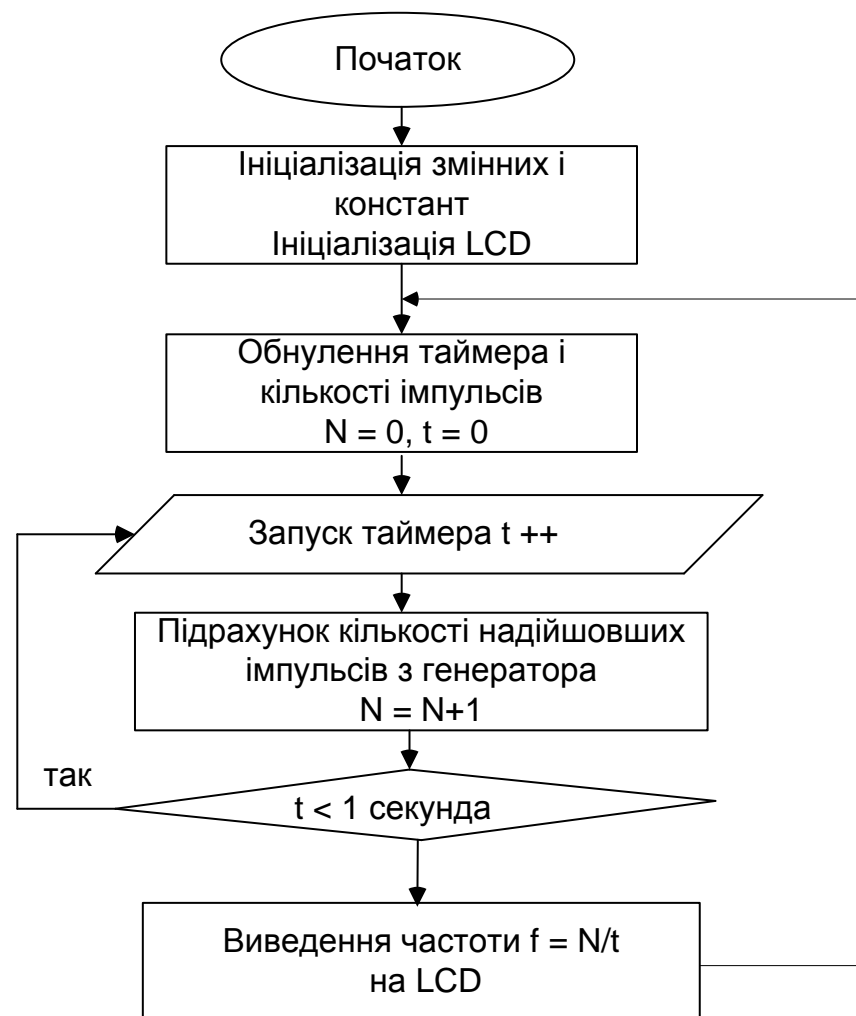 Початок
Ініціалізація змінних і
констант
Ініціалізація LCD
Обнулення таймера і
кількості імпульсів
N = 0, t = 0
Запуск таймера t ++
Підрахунок кількості надійшовших
імпульсів з генератора
N = N+1
так
t < 1 секунда
Виведення частоти f = N/t
на LCD